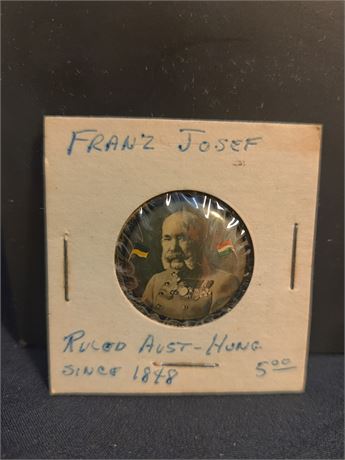 FRANZ JOSEF
RULED AUST-HUNG
SINCE 1848 5.00